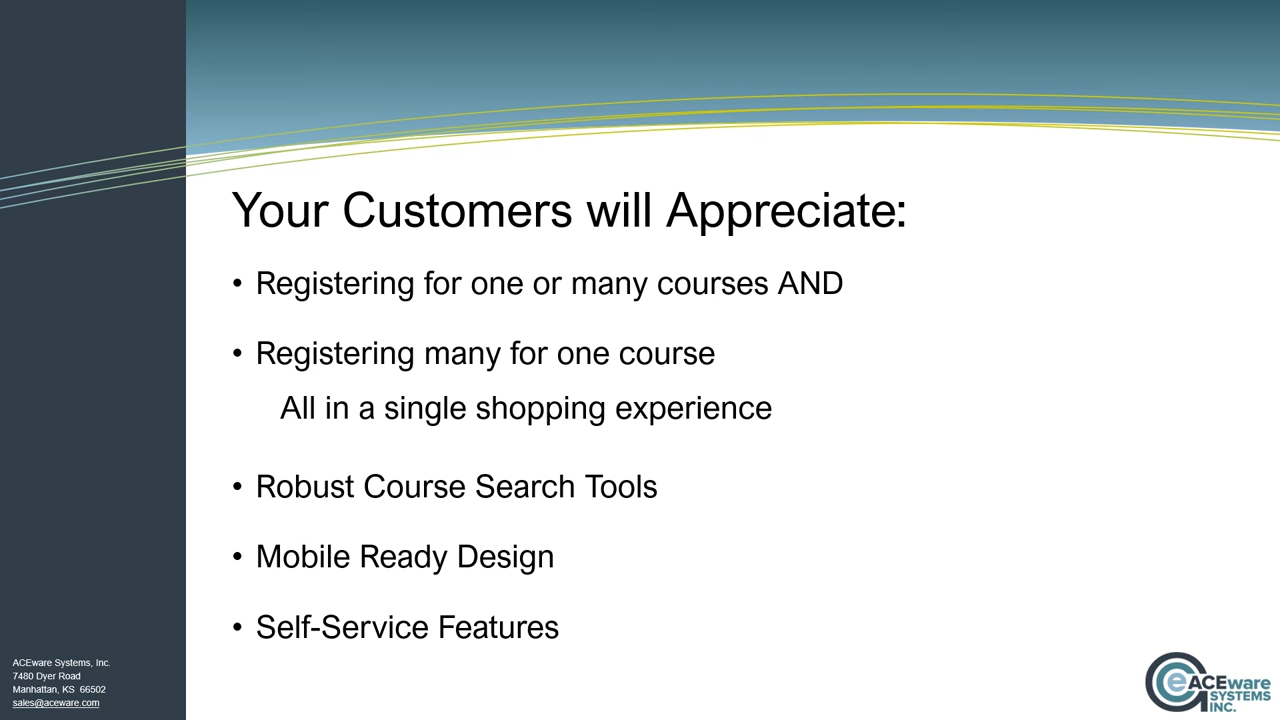 Your Customers will Appreciate:
• Registering for one or many courses AND
• Registering many for one course
All in a single shopping experience
• Robust Course Search Tools
• Mobile Ready Design
• Self-Service Features
ACEware Systems, Inc.
7480 Dyer Road
Manhattan, KS 66502
sales@aceware.com
e ACEware
SYSTEMS
INC.